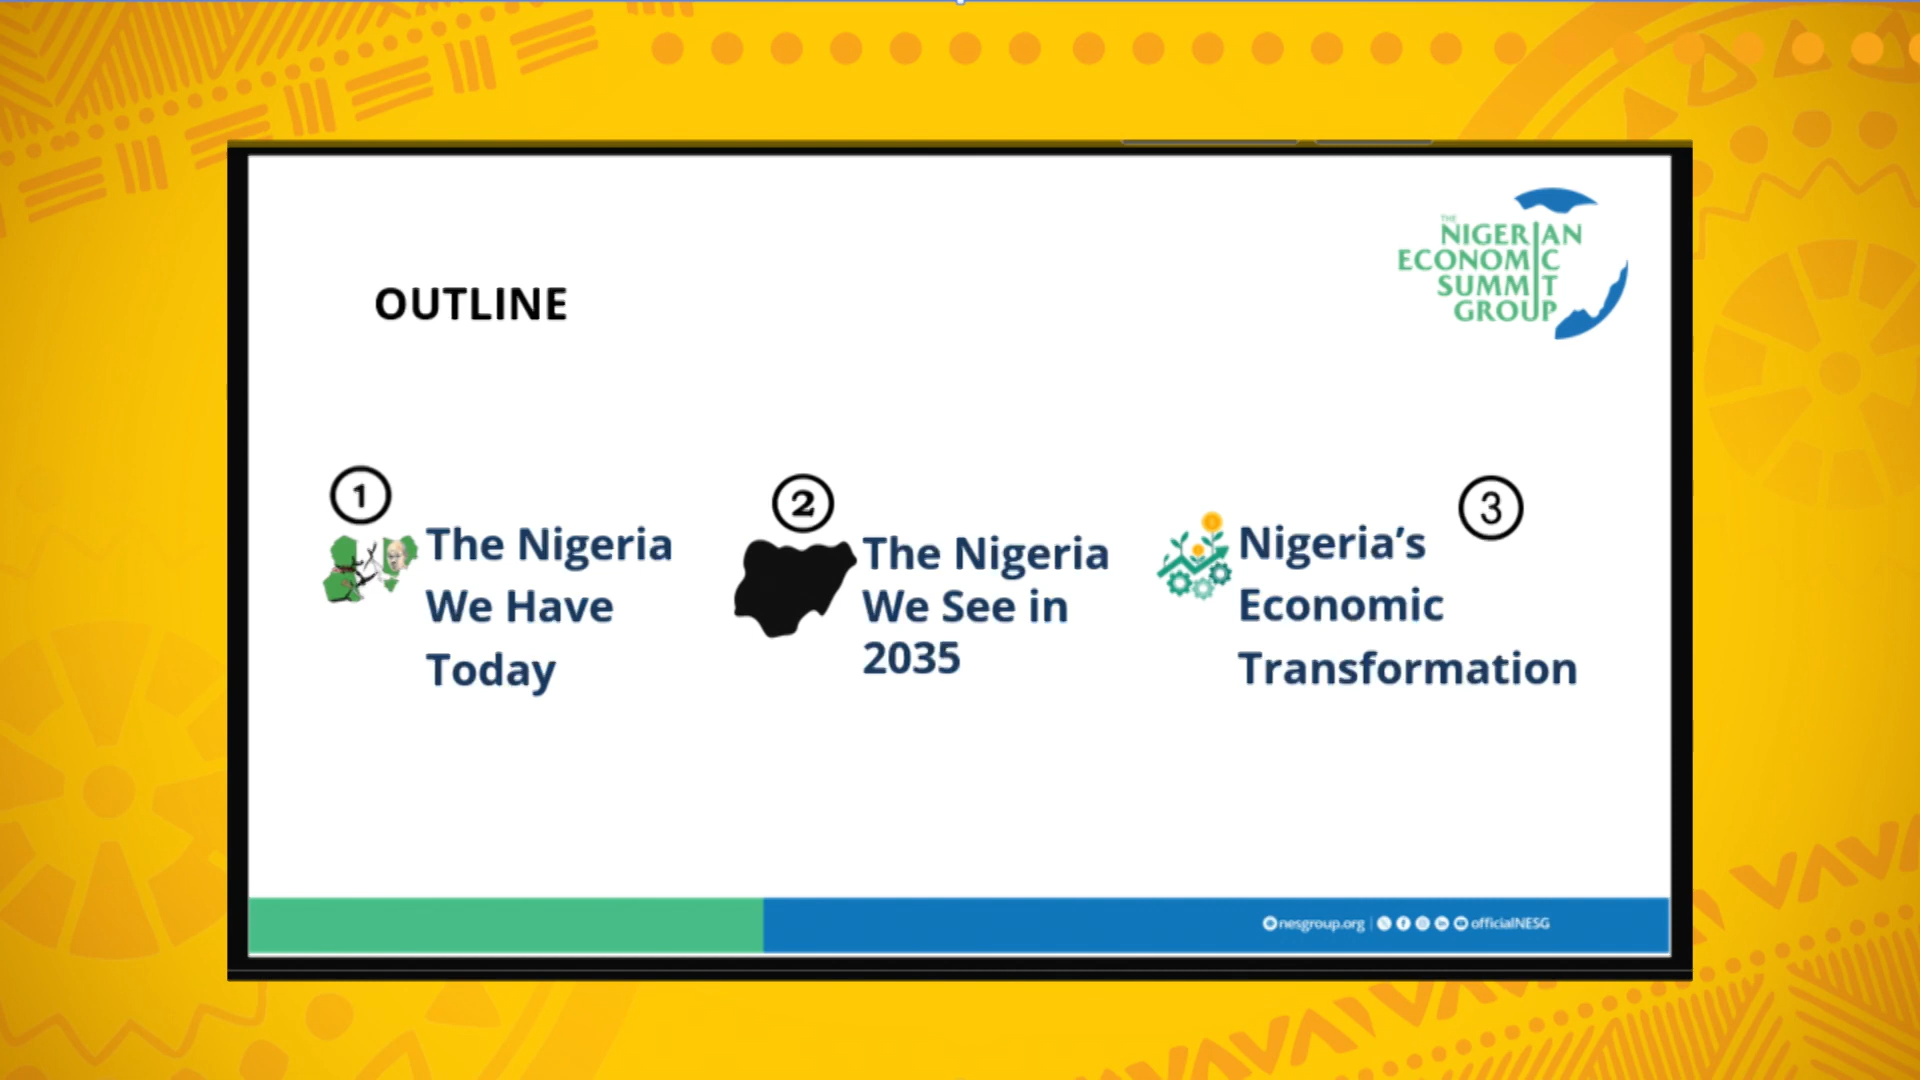 THE
NIGERIAN
ECONOMIC
SUMMIT
GROUP
OUTLINE
1
The Nigeria
We Have
Today
2
The Nigeria
We See in
2035
3
Nigeria’s
Economic
Transformation
nesgroup.org | officialNESG